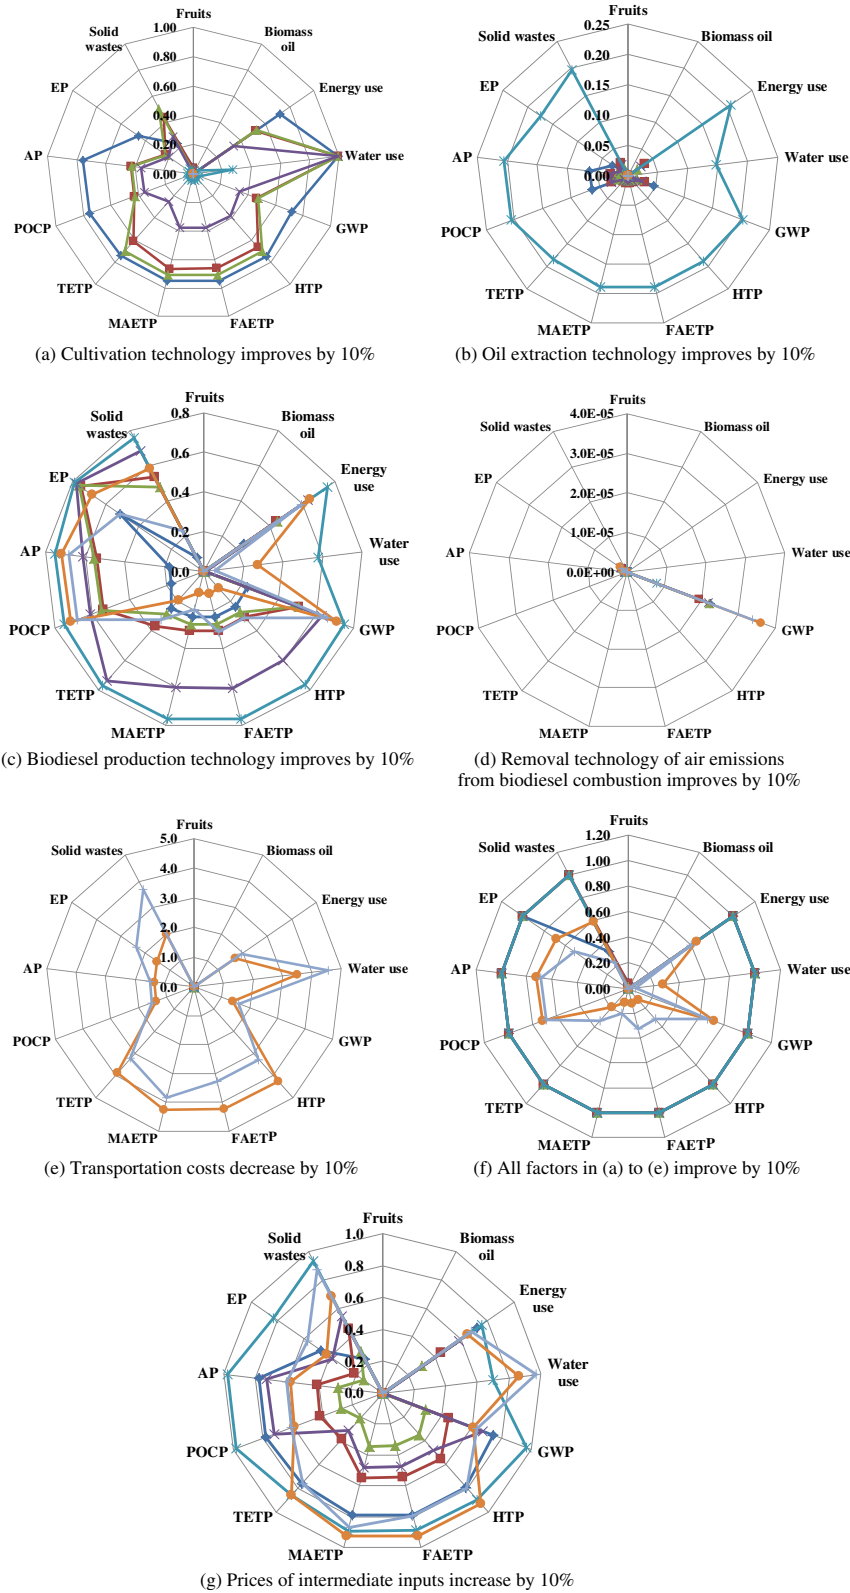 Fruits
1.00
0.80
0.60
0.40
0.20
0.00
Biomass
oil
Energy use
Water use
GWP
HTP
FAETP
MAETP
TETP
POCP
AP
EP
Solid
wastes
(a) Cultivation technology improves by 10%
Fruits
0.25
0.20
0.15
0.10
0.05
0.00
Biomass oil
Energy use
Water use
GWP
HTP
FAETP
MAETP
TETP
POCP
AP
EP
Solid wastes
(b) Oil extraction technology improves by 10%
Fruits
0.8
0.6
0.4
0.2
0.0
Biomass
oil
Energy
use
Water
use
GWP
HTP
FAETP
MAETP
TETP
POCP
AP
EP
Solid
wastes
(c) Biodiesel production technology improves by 10%
Fruits
4.0E-05
3.0E-05
2.0E-05
1.0E-05
0.0E+00
Biomass oil
Energy use
Water use
GWP
HTP
FAETP
MAETP
TETP
POCP
AP
EP
Solid wastes
(d) Removal technology of air emissions
from biodiesel combustion improves by 10%
Fruits
5.0
4.0
3.0
2.0
1.0
0.0
Biomass oil
Energy use
Water use
GWP
HTP
FAETP
MAETP
TETP
POCP
AP
EP
Solid wastes
(e) Transportation costs decrease by 10%
Fruits
1.20
1.00
0.80
0.60
0.40
0.20
0.00
Biomass oil
Energy use
Water use
GWP
HTP
FAETP
MAETP
TETP
POCP
AP
EP
Solid wastes
(f) All factors in (a) to (e) improve by 10%
Fruits
1.0
0.8
0.6
0.4
0.2
0.0
Biomass
oil
Energy
use
Water
use
GWP
HTP
FAETP
MAETP
TETP
POCP
AP
EP
Solid
wastes
(g) Prices of intermediate inputs increase by 10%